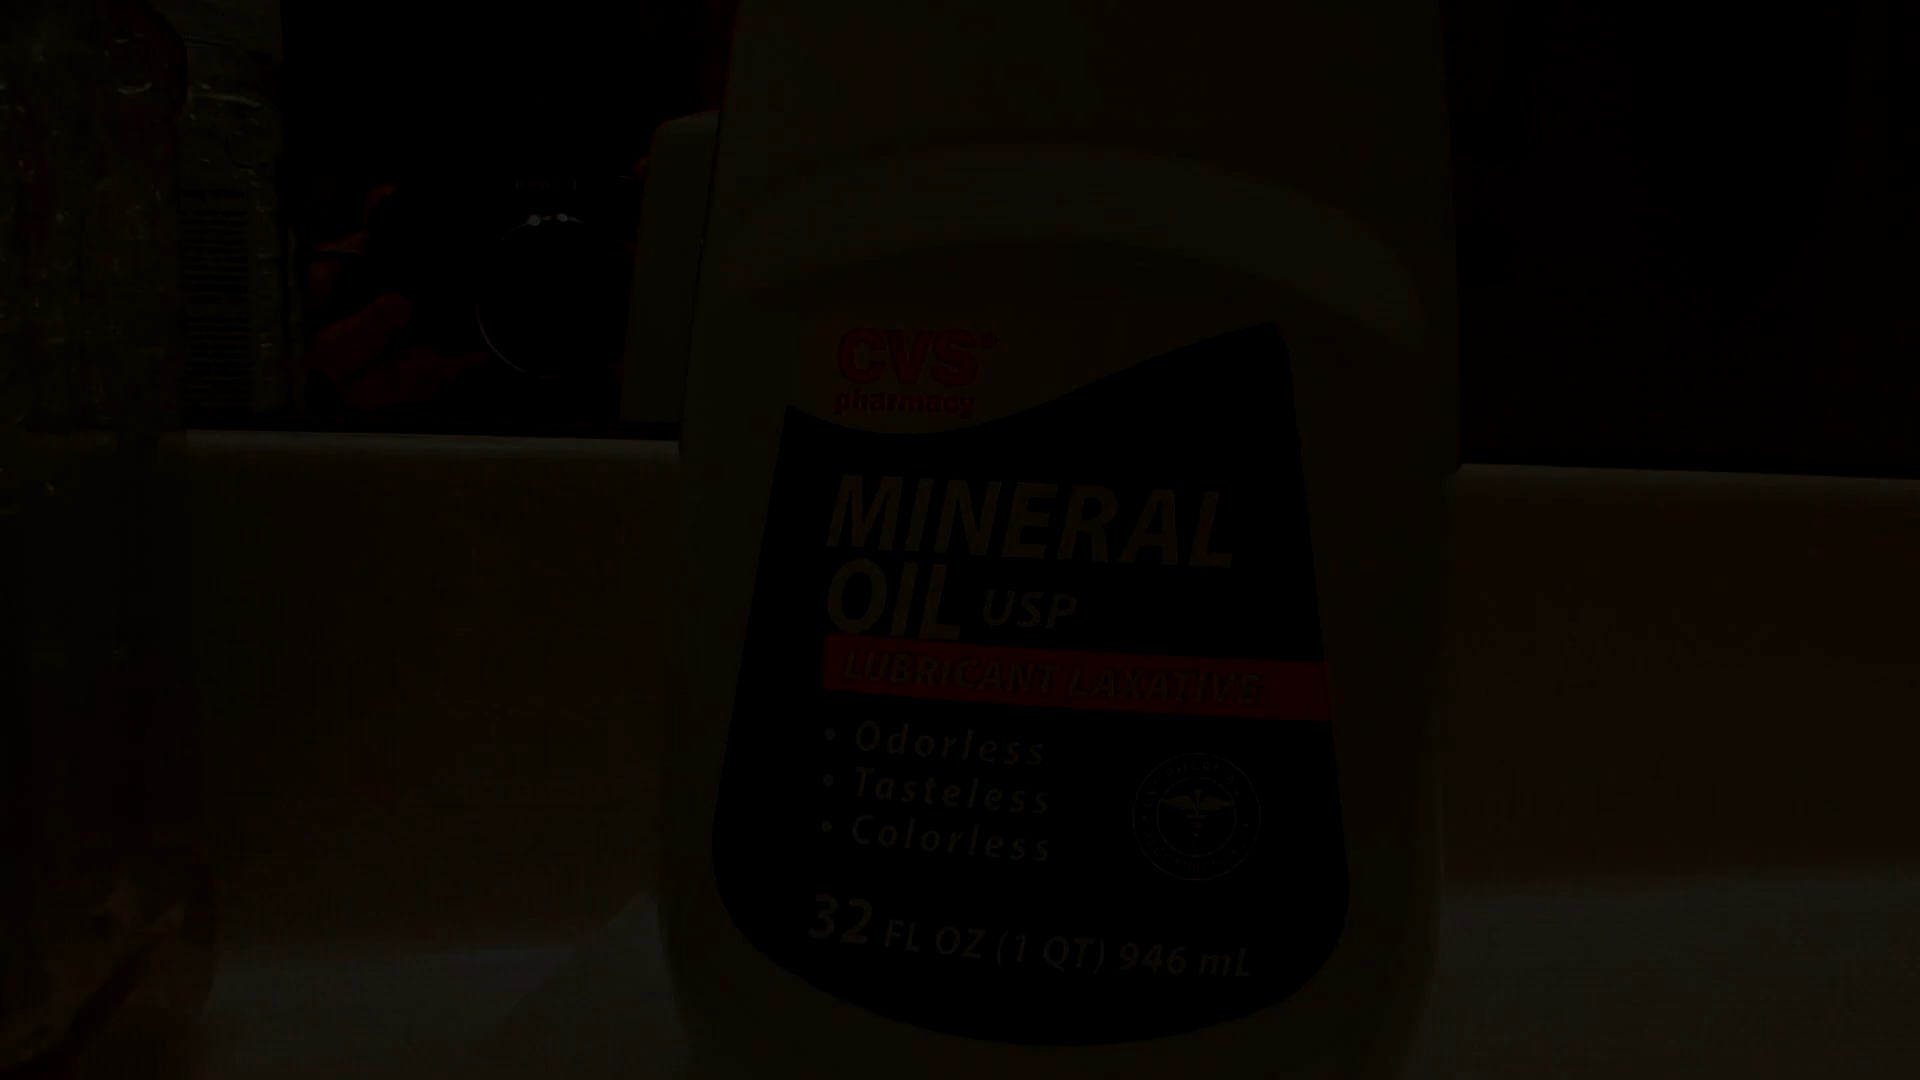 CVS®
pharmacy
MINERAL
OIL USP
LUBRICANT LAXATIVE
• Odorless
• Tasteless
• Colorless
32 FL OZ (1 QT) 946 mL